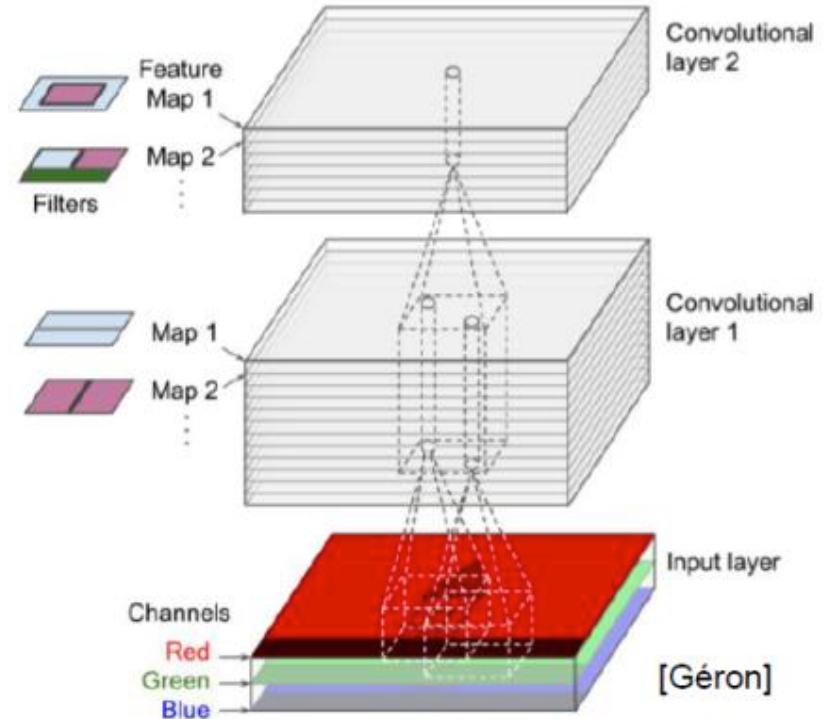 Feature
Map 1
Map 2
Filters
Convolutional
layer 2
Map 1
Map 2
Convolutional
layer 1
Channels
Red
Green
Blue
Input layer
[Géron]